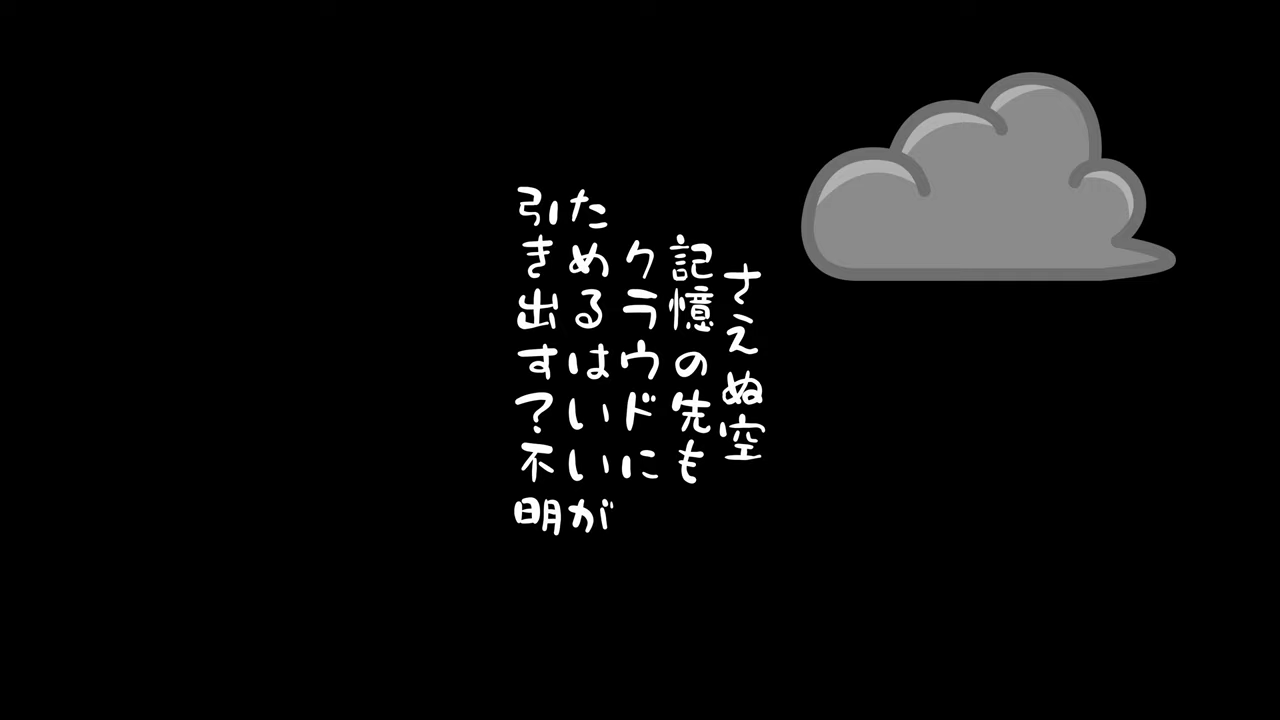 さえぬ空
記憶の先も
クラウドに
ためるはいいが
引き出す?不明